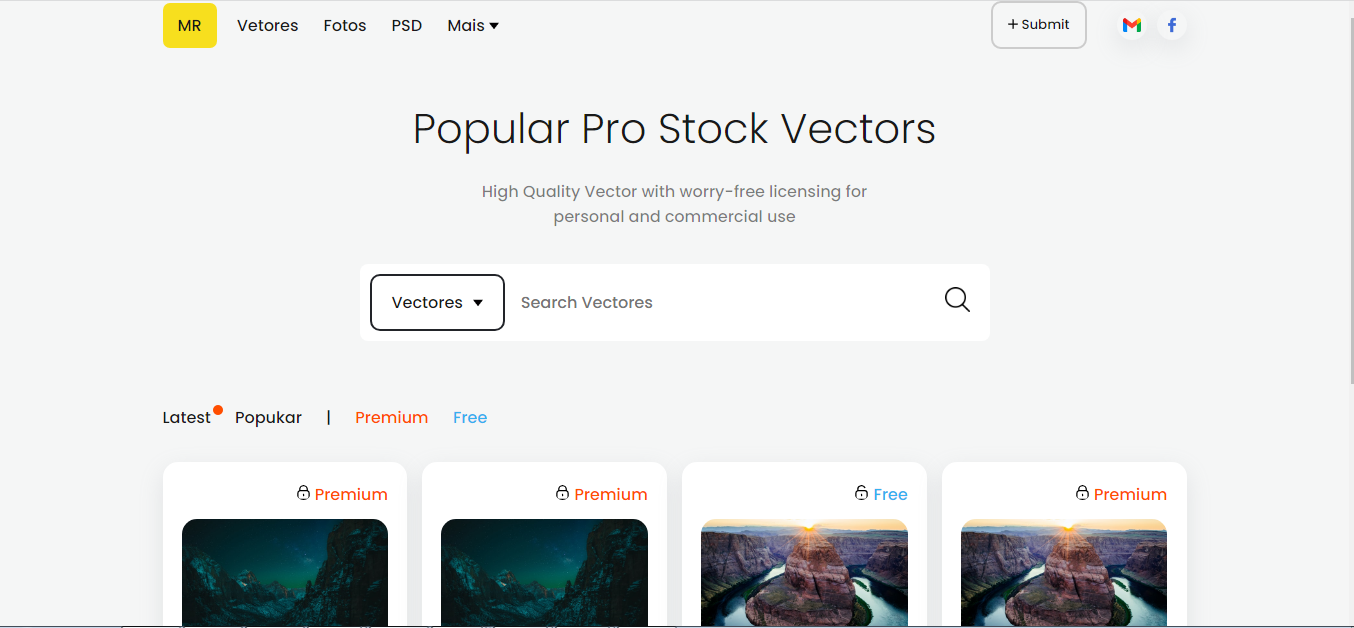 MR Vetores Fotos PSD Mais + Submit
Popular Pro Stock Vectors
High Quality Vector with worry-free licensing for
personal and commercial use
Vectores Search Vectores
Latest Popukar | Premium Free
Premium Premium Free Premium